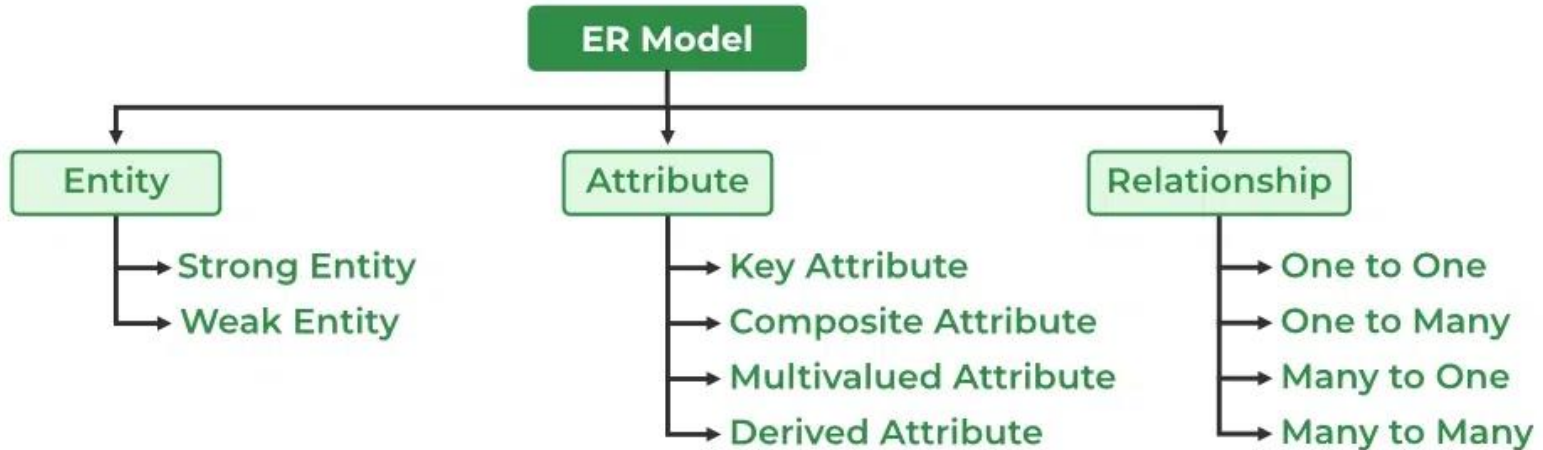 ER Model
Entity
Strong Entity
Weak Entity
Attribute
Key Attribute
Composite Attribute
Multivalued Attribute
Derived Attribute
Relationship
One to One
One to Many
Many to One
Many to Many